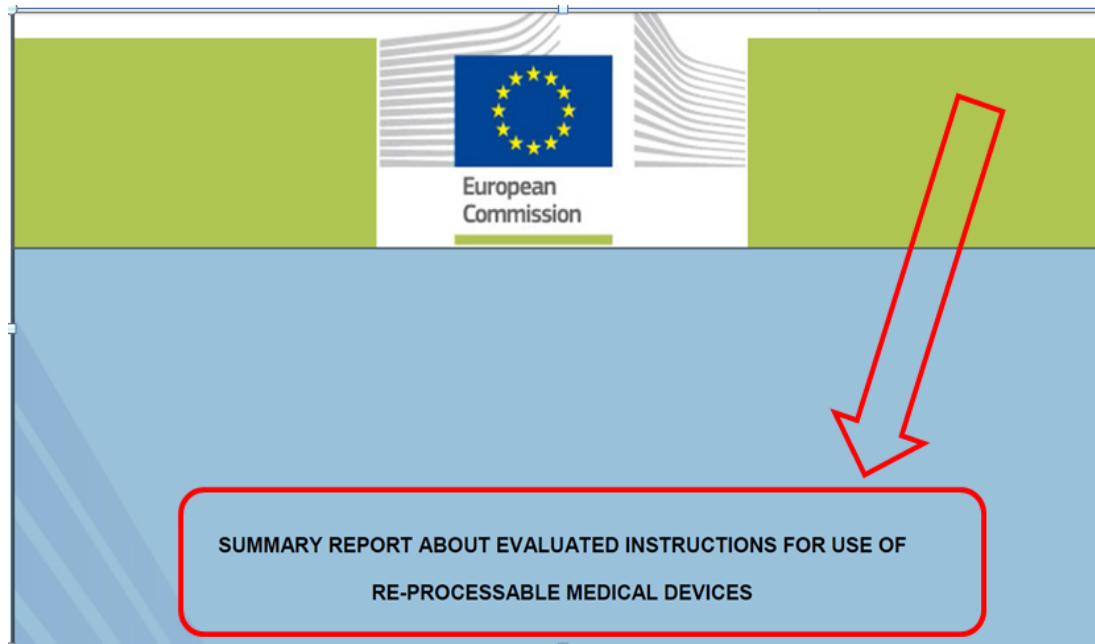 European
Commission
SUMMARY REPORT ABOUT EVALUATED INSTRUCTIONS FOR USE OF
RE-PROCESSABLE MEDICAL DEVICES